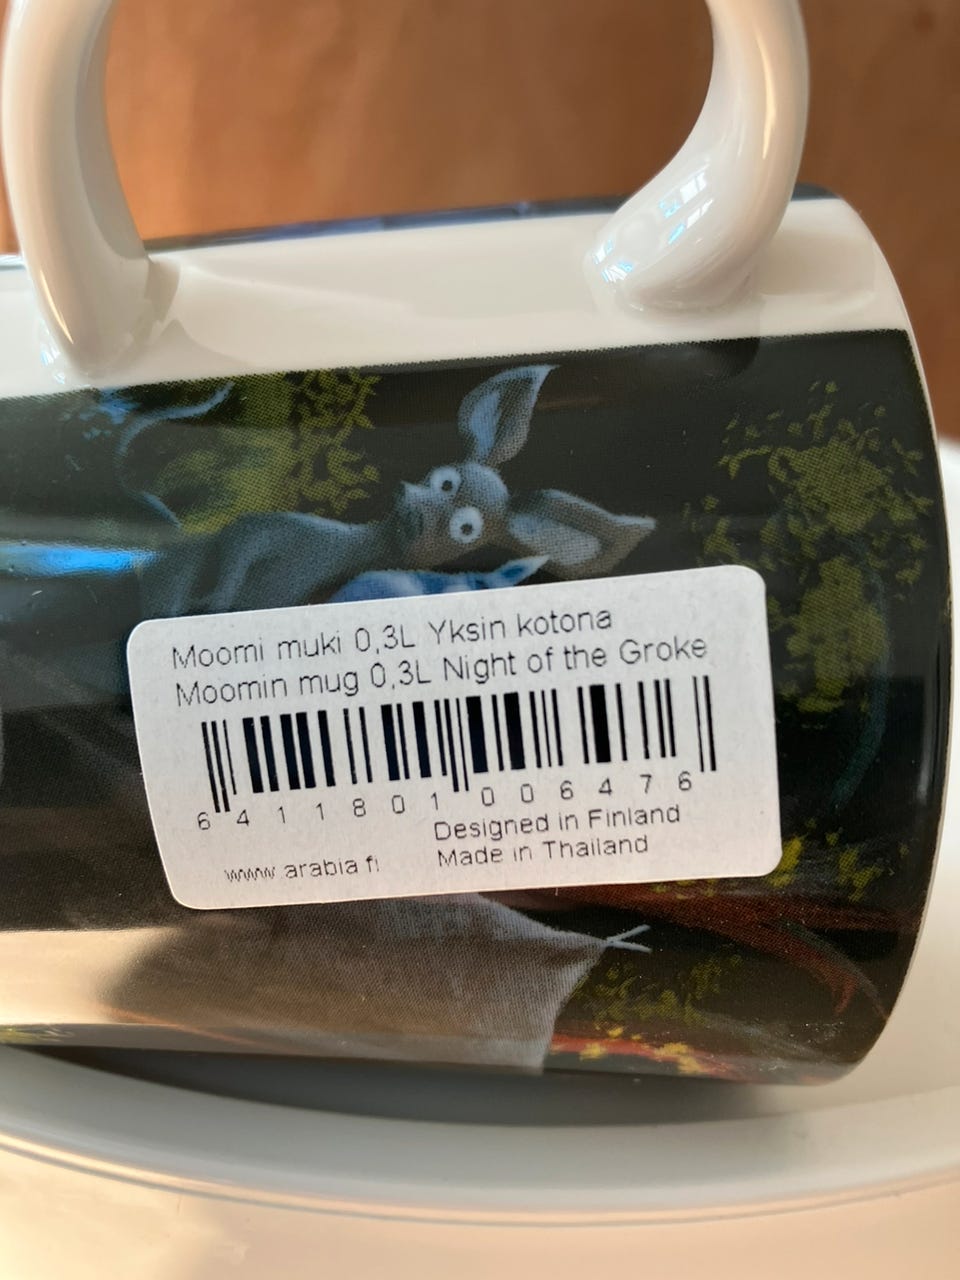 Moomi muki 0,3L Yksin kotona
Moomin mug 0,3L Night of the Groke
6 411801 006476
Designed in Finland
www.arabia.fi Made in Thailand